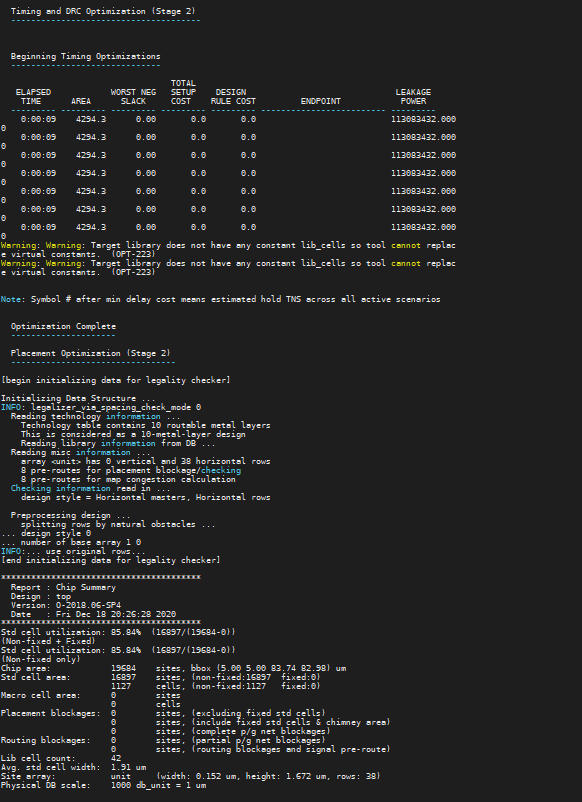 Timing and DRC Optimization (Stage 2)
--------------------------------------
Beginning Timing Optimizations
------------------------------
TOTAL
ELAPSED WORST NEG SETUP DESIGN LEAKAGE
TIME AREA SLACK COST RULE COST ENDPOINT POWER
--------- --------- --------- --------- --------- ------------------------- ---------
0:00:09 4294.3 0.00 0.0 0.0 113083432.000
0
0:00:09 4294.3 0.00 0.0 0.0 113083432.000
0
0:00:09 4294.3 0.00 0.0 0.0 113083432.000
0
0:00:09 4294.3 0.00 0.0 0.0 113083432.000
0
0:00:09 4294.3 0.00 0.0 0.0 113083432.000
0
0:00:09 4294.3 0.00 0.0 0.0 113083432.000
0
0:00:09 4294.3 0.00 0.0 0.0 113083432.000
0
Warning: Warning: Target library does not have any constant lib_cells so tool cannot replac
e virtual constants. (OPT-223)
Warning: Warning: Target library does not have any constant lib_cells so tool cannot replac
e virtual constants. (OPT-223)
Note: Symbol # after min delay cost means estimated hold TNS across all active scenarios
Optimization Complete
---------------------
Placement Optimization (Stage 2)
---------------------------------
[begin initializing data for legality checker]
Initializing Data Structure ...
INFO: legalizer_via_spacing_check_mode 0
Reading technology information ...
Technology table contains 10 routable metal layers
This is considered as a 10-metal-layer design
Reading library information from DB ...
Reading misc information ...
array <unit> has 0 vertical and 38 horizontal rows
8 pre-routes for placement blockage/checking
8 pre-routes for map congestion calculation
Checking information read in ...
design style = Horizontal masters, Horizontal rows
Preprocessing design ...
splitting rows by natural obstacles ...
... design style 0
... number of base array 1 0
INFO:... use original rows...
[end initializing data for legality checker]
****************************************
Report : Chip Summary
Design : top
Version: O-2018.06-SP4
Date : Fri Dec 18 20:26:28 2020
****************************************
Std cell utilization: 85.84% (16897/(19684-0))
(Non-fixed + Fixed)
Std cell utilization: 85.84% (16897/(19684-0))
(Non-fixed only)
Chip area: 19684 sites, bbox (5.00 5.00 83.74 82.98) um
Std cell area: 16897 sites, (non-fixed:16897 fixed:0)
1127 cells, (non-fixed:1127 fixed:0)
Macro cell area: 0 sites
0 cells
Placement blockages: 0 sites, (excluding fixed std cells)
0 sites, (include fixed std cells & chimney area)
0 sites, (complete p/g net blockages)
Routing blockages: 0 sites, (partial p/g net blockages)
0 sites, (routing blockages and signal pre-route)
Lib cell count: 42
Avg. std cell width: 1.91 um
Site array: unit (width: 0.152 um, height: 1.672 um, rows: 38)
Physical DB scale: 1000 db_unit = 1 um